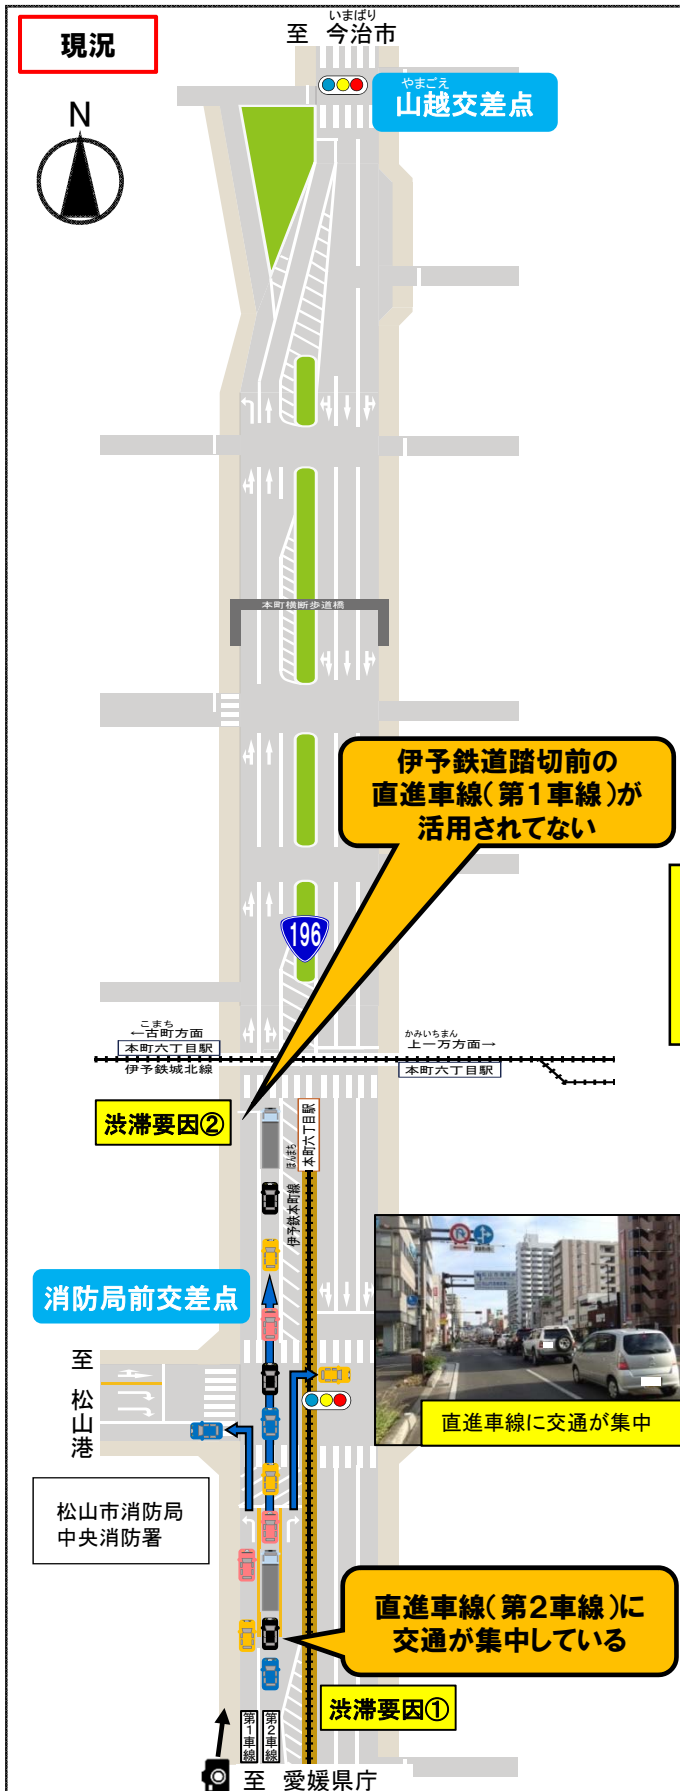 現況
いまばり
至 今治市
やまごえ
山越交差点
N
本町横断歩道橋
伊予鉄道踏切前の
直進車線(第1車線)が
活用されてない
196
こまち
←古町方面
本町六丁目駅
伊予鉄城北線
かみいちまん
上一万方面→
本町六丁目駅
渋滞要因②
本町六丁目駅
ほんまち
伊予鉄本町線
消防局前交差点
至 松山港
直進車線に交通が集中
松山市消防局
中央消防署
直進車線(第2車線)に
交通が集中している
渋滞要因①
第1車線
第2車線
至 愛媛県庁